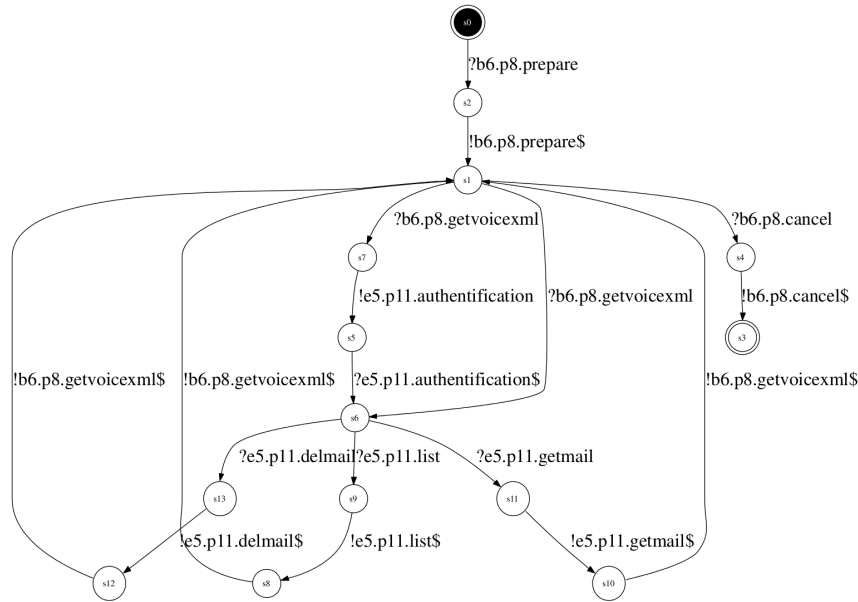 s0
?b6.p8.prepare
s2
!b6.p8.prepare$
s1
?b6.p8.getvoicexml
?b6.p8.cancel
s7
s4
!e5.p11.authentification
?b6.p8.getvoicexml
!b6.p8.cancel$
s5
s3
!b6.p8.getvoicexml$
!b6.p8.getvoicexml$
?e5.p11.authentification$
!b6.p8.getvoicexml$
s6
?e5.p11.delmail
?e5.p11.list
?e5.p11.getmail
s13
s9
s11
!e5.p11.delmail$
!e5.p11.list$
!e5.p11.getmail$
s12
s8
s10